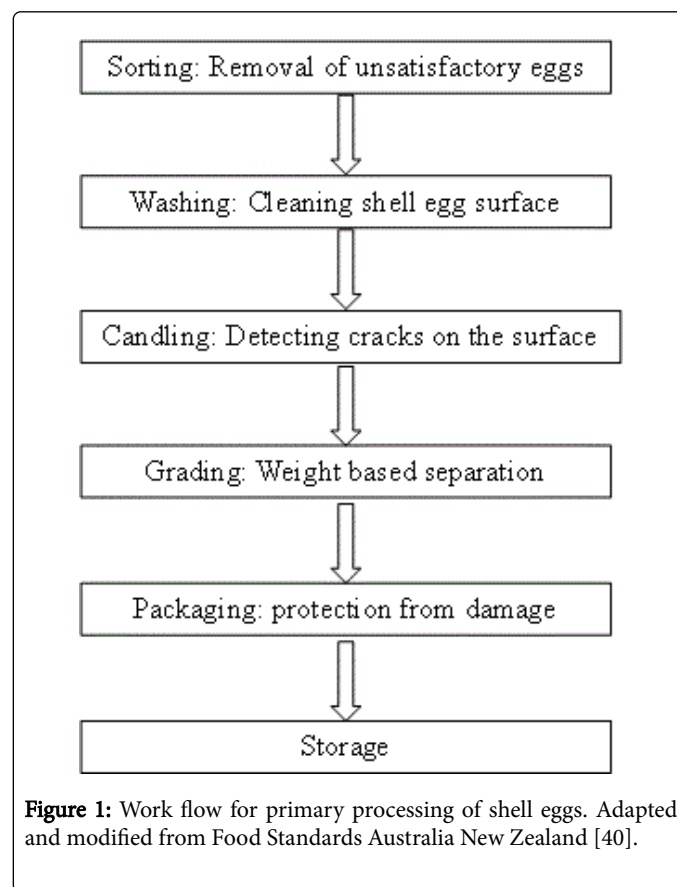 Sorting: Removal of unsatisfactory eggs
Washing: Cleaning shell egg surface
Candling: Detecting cracks on the surface
Grading: Weight based separation
Packaging: protection from damage
Storage
Figure 1: Work flow for primary processing of shell eggs. Adapted
and modified from Food Standards Australia New Zealand [40].